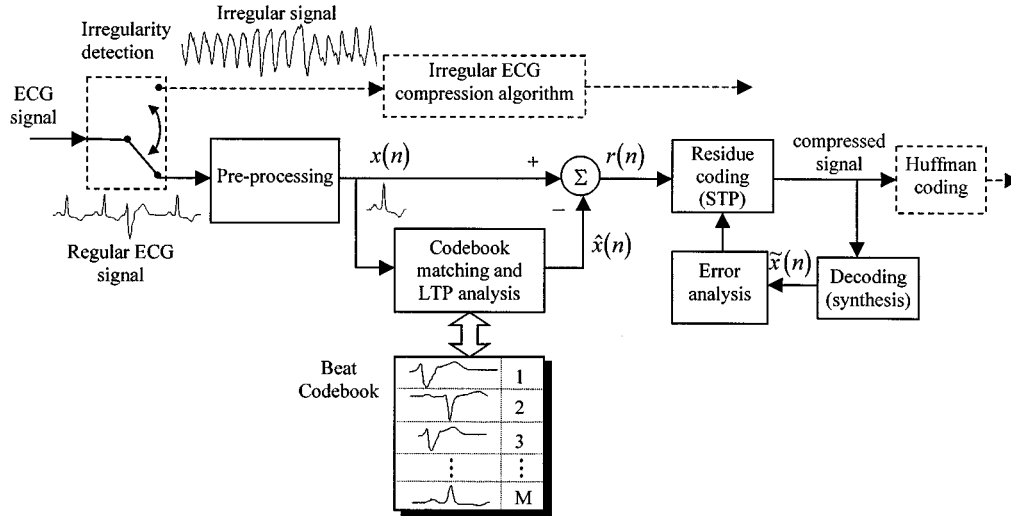 Irregularity
detection
Irregular signal
Irregular ECG
compression algorithm
ECG
signal
Pre-processing
x(n)
+
Σ
−
r(n)
Residue
coding
(STP)
compressed
signal
Huffman
coding
Regular ECG
signal
Codebook
matching and
LTP analysis
x̂(n)
Error
analysis
x̃(n)
Decoding
(synthesis)
Beat
Codebook
1
2
3
⋮ ⋮
M